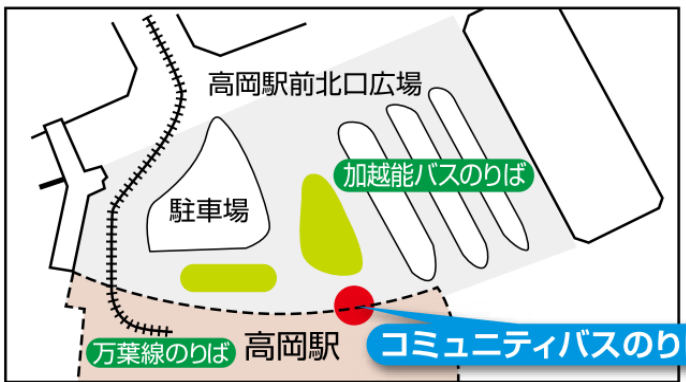 高岡駅前北口広場
加越能バスのりば
駐車場
万葉線のりば
高岡駅
コミュニティバスのり